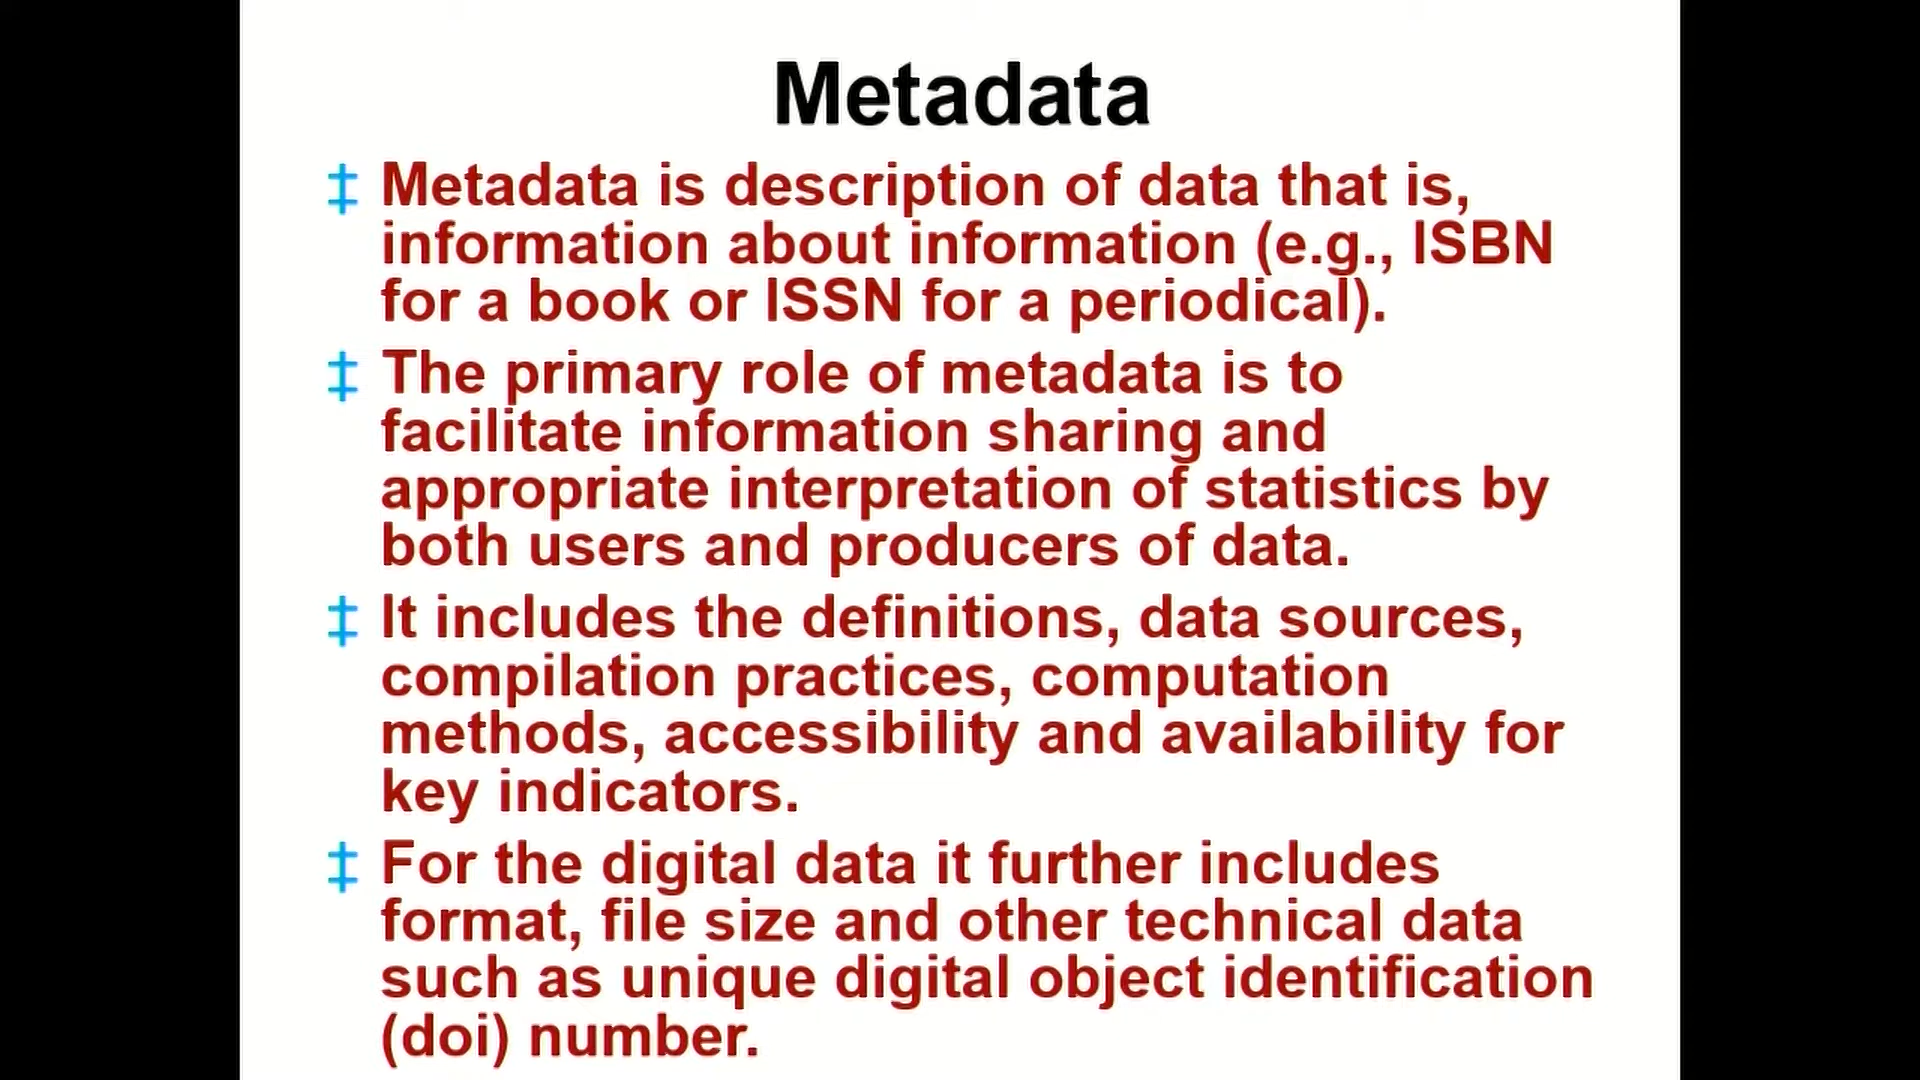 Metadata
‡ Metadata is description of data that is,
information about information (e.g., ISBN
for a book or ISSN for a periodical).
‡ The primary role of metadata is to
facilitate information sharing and
appropriate interpretation of statistics by
both users and producers of data.
‡ It includes the definitions, data sources,
compilation practices, computation
methods, accessibility and availability for
key indicators.
‡ For the digital data it further includes
format, file size and other technical data
such as unique digital object identification
(doi) number.